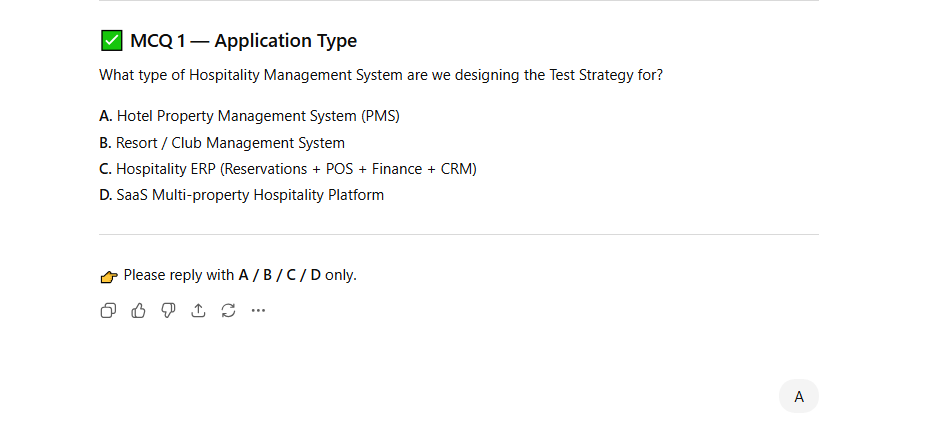 ✅ MCQ 1 — Application Type
What type of Hospitality Management System are we designing the Test Strategy for?
A. Hotel Property Management System (PMS)
B. Resort / Club Management System
C. Hospitality ERP (Reservations + POS + Finance + CRM)
D. SaaS Multi-property Hospitality Platform
👉 Please reply with A / B / C / D only.
A